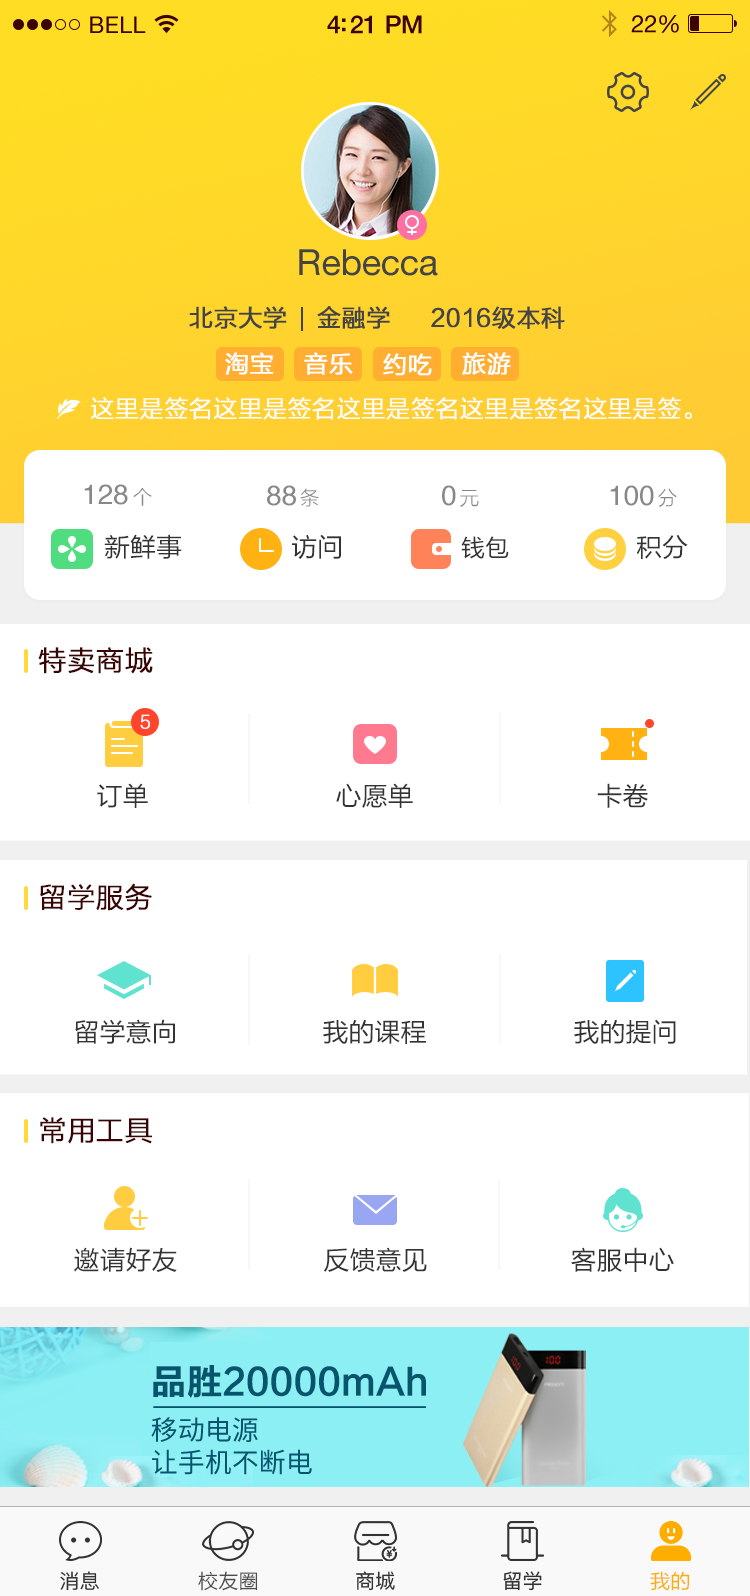 BELL 4:21 PM 22%
Rebecca
北京大学 | 金融学 2016级本科
淘宝 音乐 约吃 旅游
这里是签名这里是签名这里是签名这里是签名这里是签。
128个 88条 0元 100分
新鲜事 访问 钱包 积分
特卖商城
5
订单 心愿单 卡卷
留学服务
留学意向 我的课程 我的提问
常用工具
邀请好友 反馈意见 客服中心
品胜20000mAh
移动电源
让手机不断电
消息 校友圈 商城 留学 我的